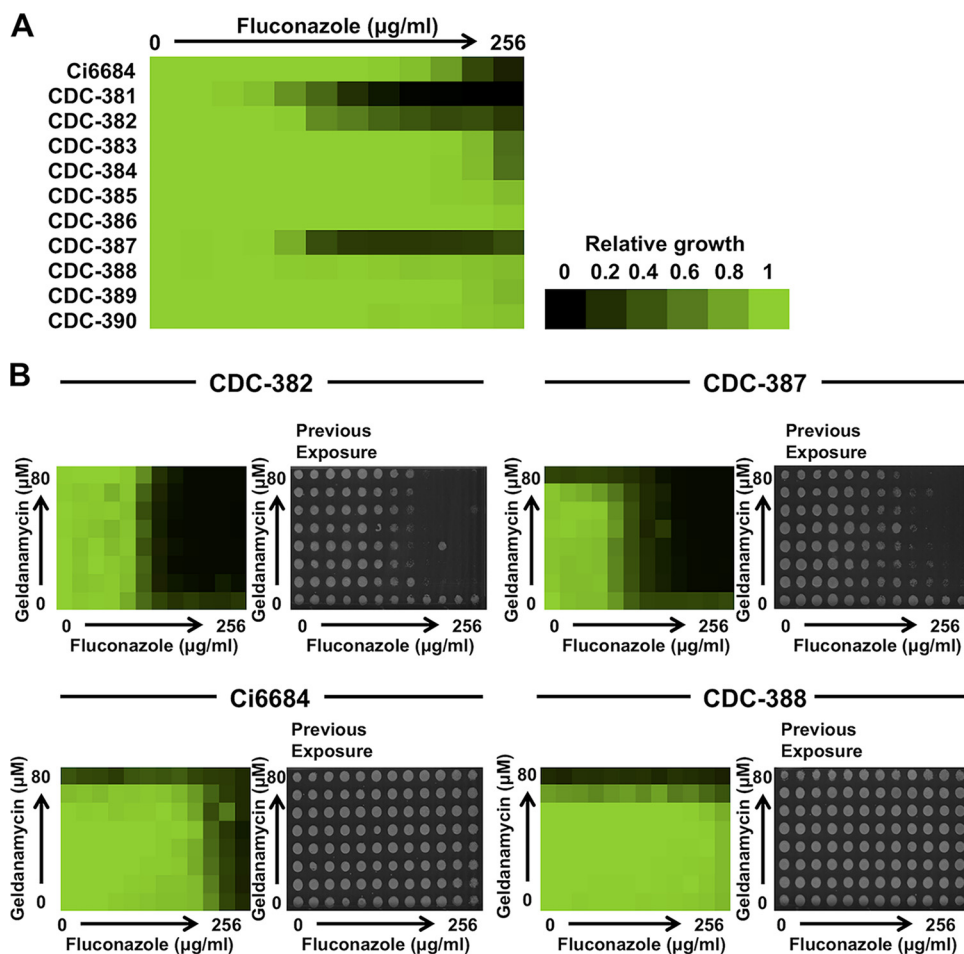 A
Fluconazole (µg/ml)
0 256
Ci6684
CDC-381
CDC-382
CDC-383
CDC-384
CDC-385
CDC-386
CDC-387
CDC-388
CDC-389
CDC-390
Relative growth
0 0.2 0.4 0.6 0.8 1
B
CDC-382
Previous
Exposure
Geldanamycin (µM)
80
0
Geldanamycin (µM)
80
0
0 256
Fluconazole (µg/ml)
0 256
Fluconazole (µg/ml)
CDC-387
Previous
Exposure
Geldanamycin (µM)
80
0
Geldanamycin (µM)
80
0
0 256
Fluconazole (µg/ml)
0 256
Fluconazole (µg/ml)
Ci6684
Previous
Exposure
Geldanamycin (µM)
80
0
Geldanamycin (µM)
80
0
0 256
Fluconazole (µg/ml)
0 256
Fluconazole (µg/ml)
CDC-388
Previous
Exposure
Geldanamycin (µM)
80
0
Geldanamycin (µM)
80
0
0 256
Fluconazole (µg/ml)
0 256
Fluconazole (µg/ml)